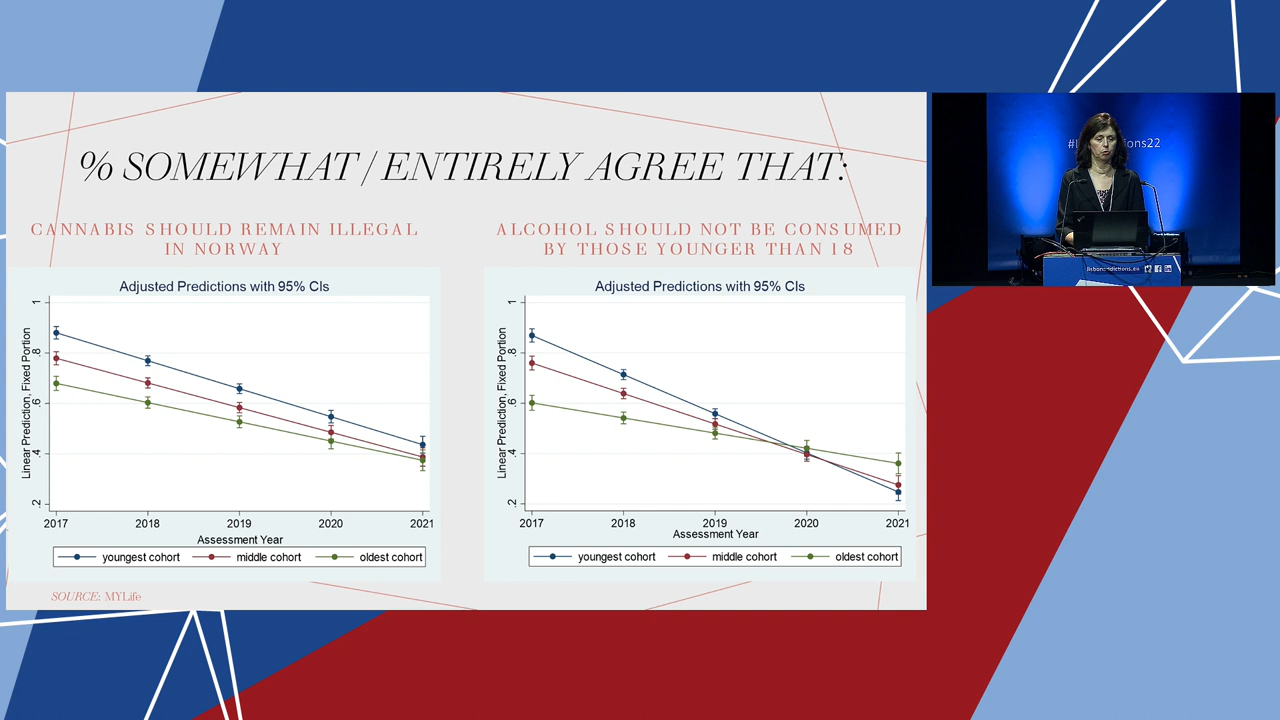 % SOMEWHAT / ENTIRELY AGREE THAT:
CANNABIS SHOULD REMAIN ILLEGAL
IN NORWAY
Adjusted Predictions with 95% CIs
Linear Prediction, Fixed Portion
1
.8
.6
.4
.2
2017 2018 2019 2020 2021
Assessment Year
youngest cohort middle cohort oldest cohort
SOURCE: MYLife
ALCOHOL SHOULD NOT BE CONSUMED
BY THOSE YOUNGER THAN 18
Adjusted Predictions with 95% CIs
Linear Prediction, Fixed Portion
1
.8
.6
.4
.2
2017 2018 2019 2020 2021
Assessment Year
youngest cohort middle cohort oldest cohort
lisbonaddictions.eu